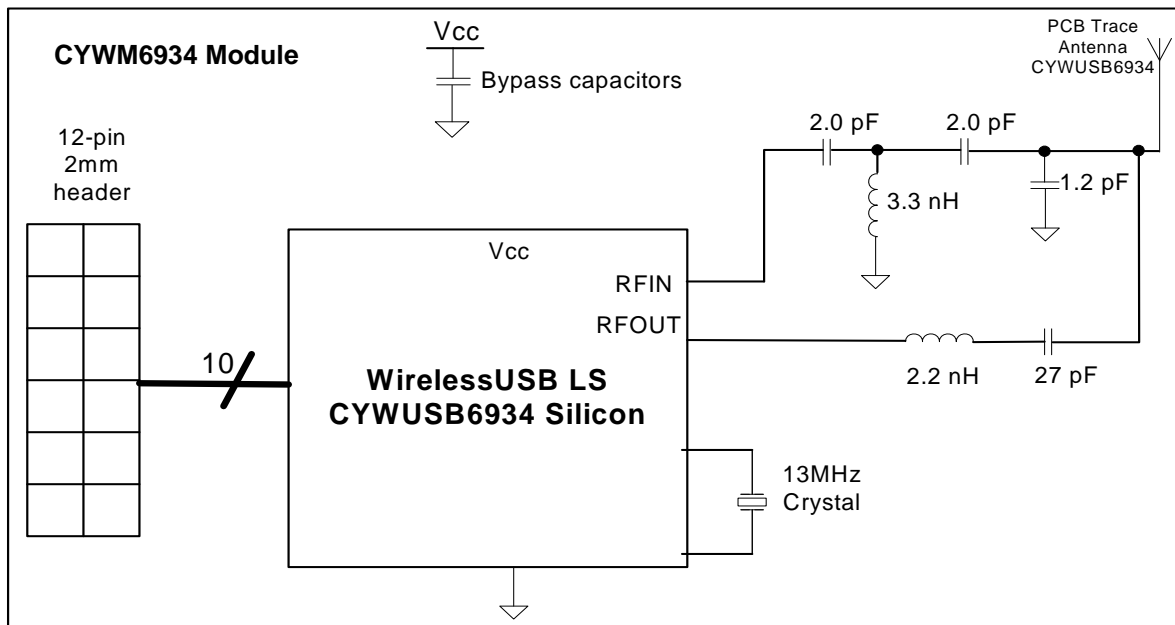 CYWM6934 Module
Vcc
Bypass capacitors
PCB Trace
Antenna
CYWUSB6934
12-pin
2mm
header
2.0 pF
2.0 pF
1.2 pF
3.3 nH
Vcc
RFIN
RFOUT
10
WirelessUSB LS
CYWUSB6934 Silicon
2.2 nH
27 pF
13MHz
Crystal